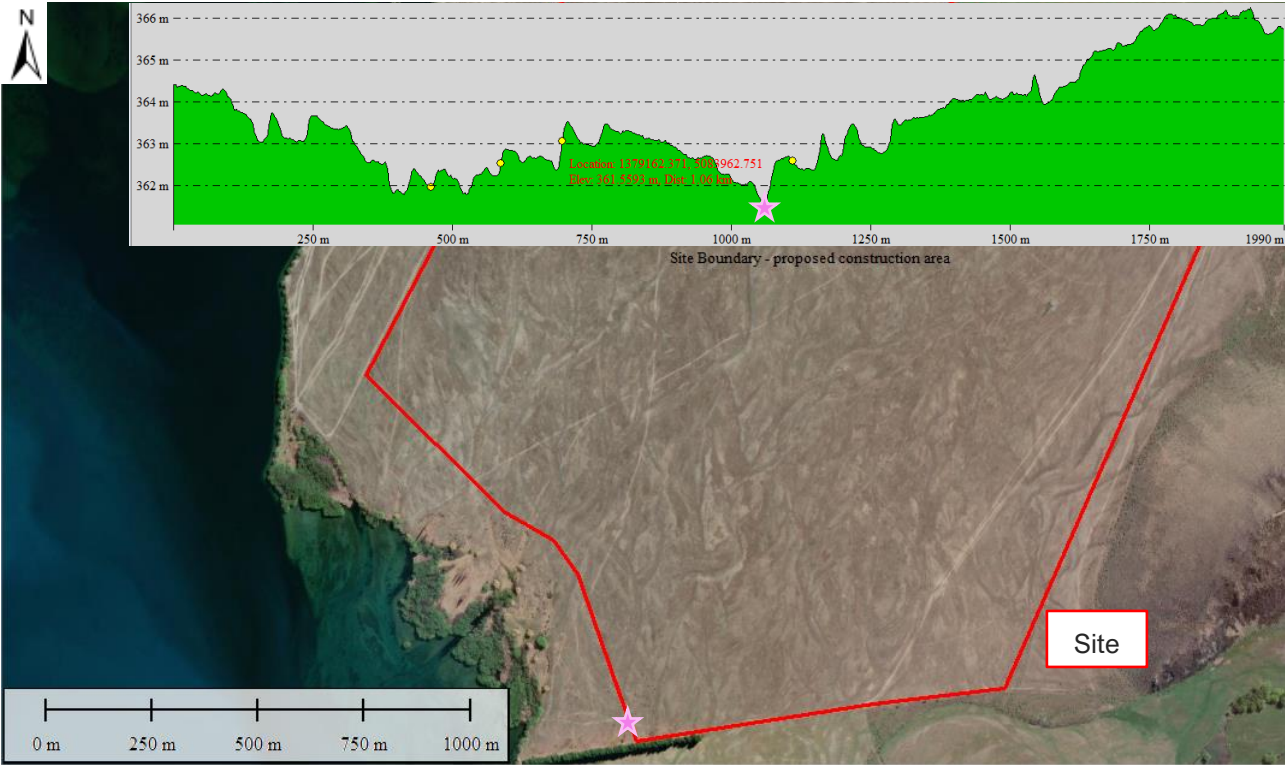 N
366 m
365 m
364 m
363 m
362 m
Location: 1379162.371, 5083962.751
Elev: 361.5593 m, Dist: 1.06 km
250 m
500 m
750 m
1000 m
1250 m
1500 m
1750 m
1990 m
Site Boundary - proposed construction area
Site
0 m
250 m
500 m
750 m
1000 m